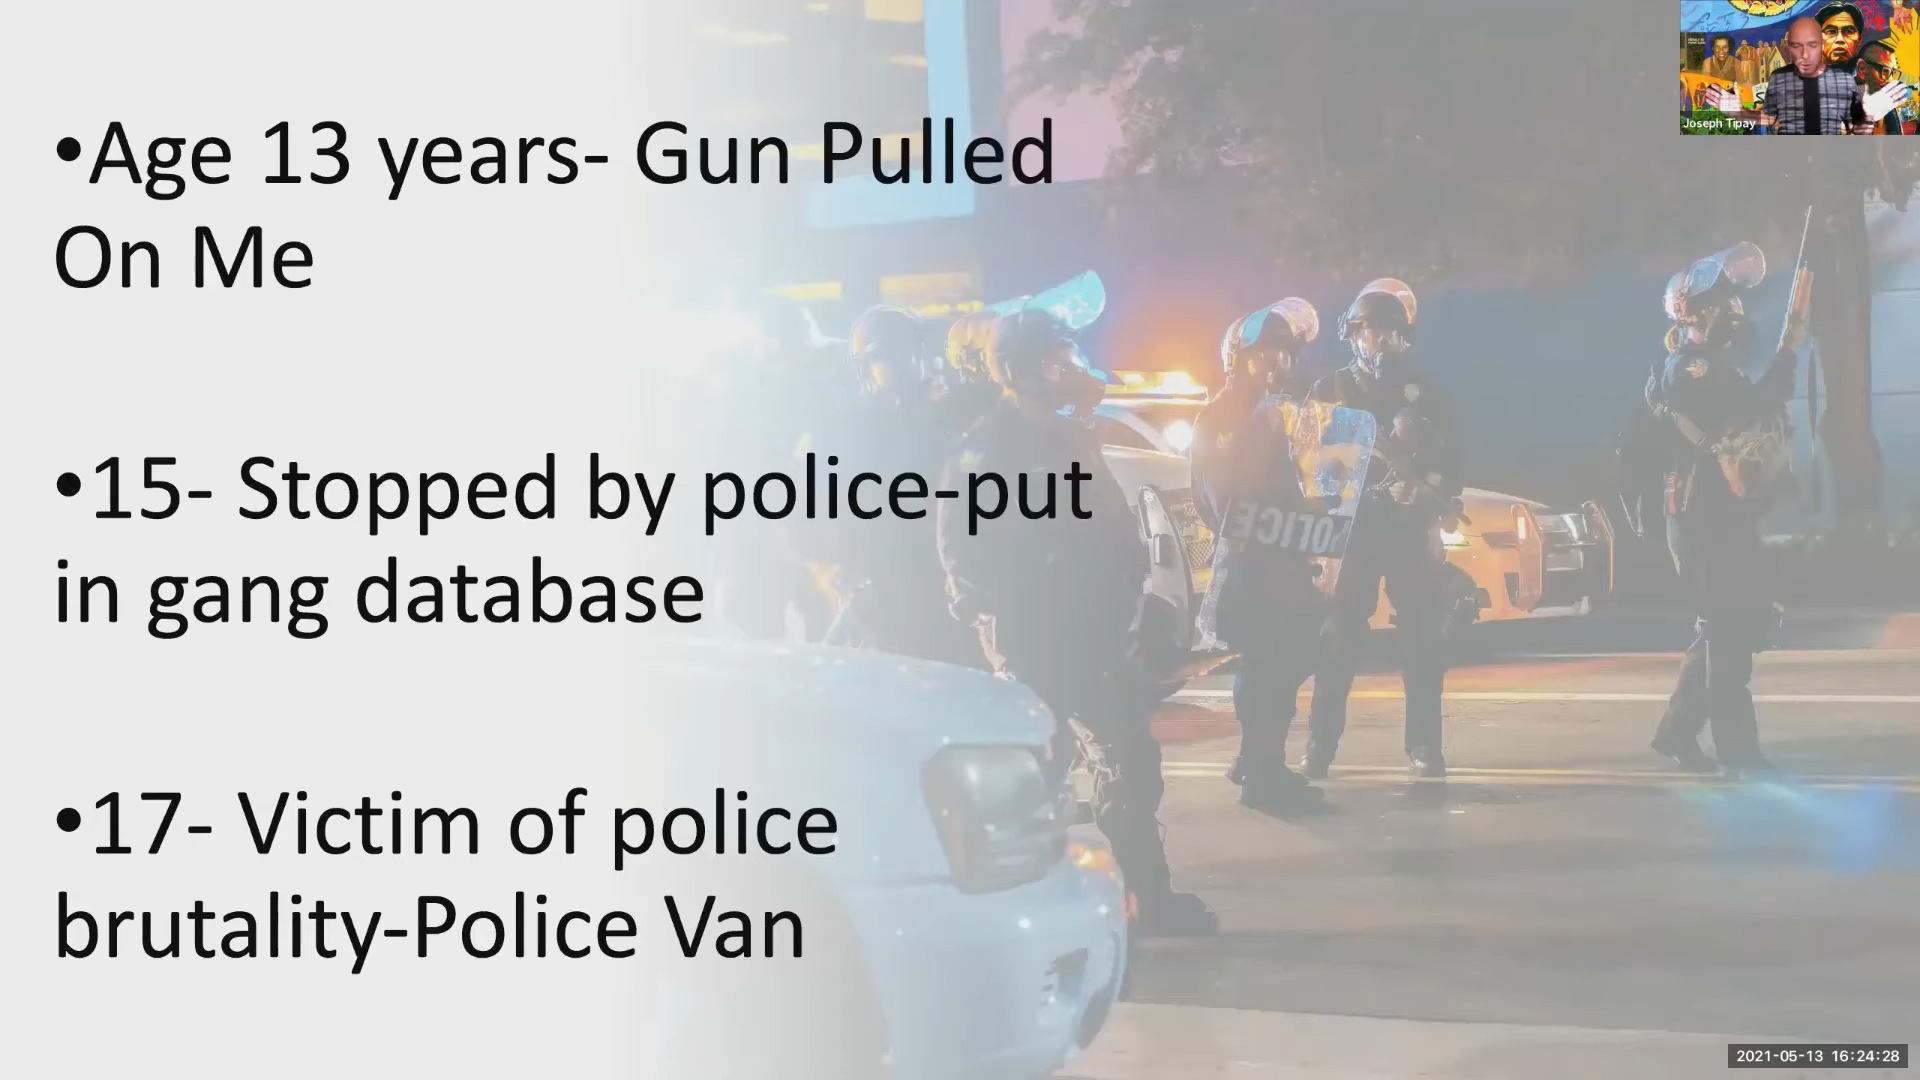 •Age 13 years- Gun Pulled
On Me
•15- Stopped by police-put
in gang database
•17- Victim of police
brutality-Police Van
Joseph Tipay
POLICE
2021-05-13 16:24:28